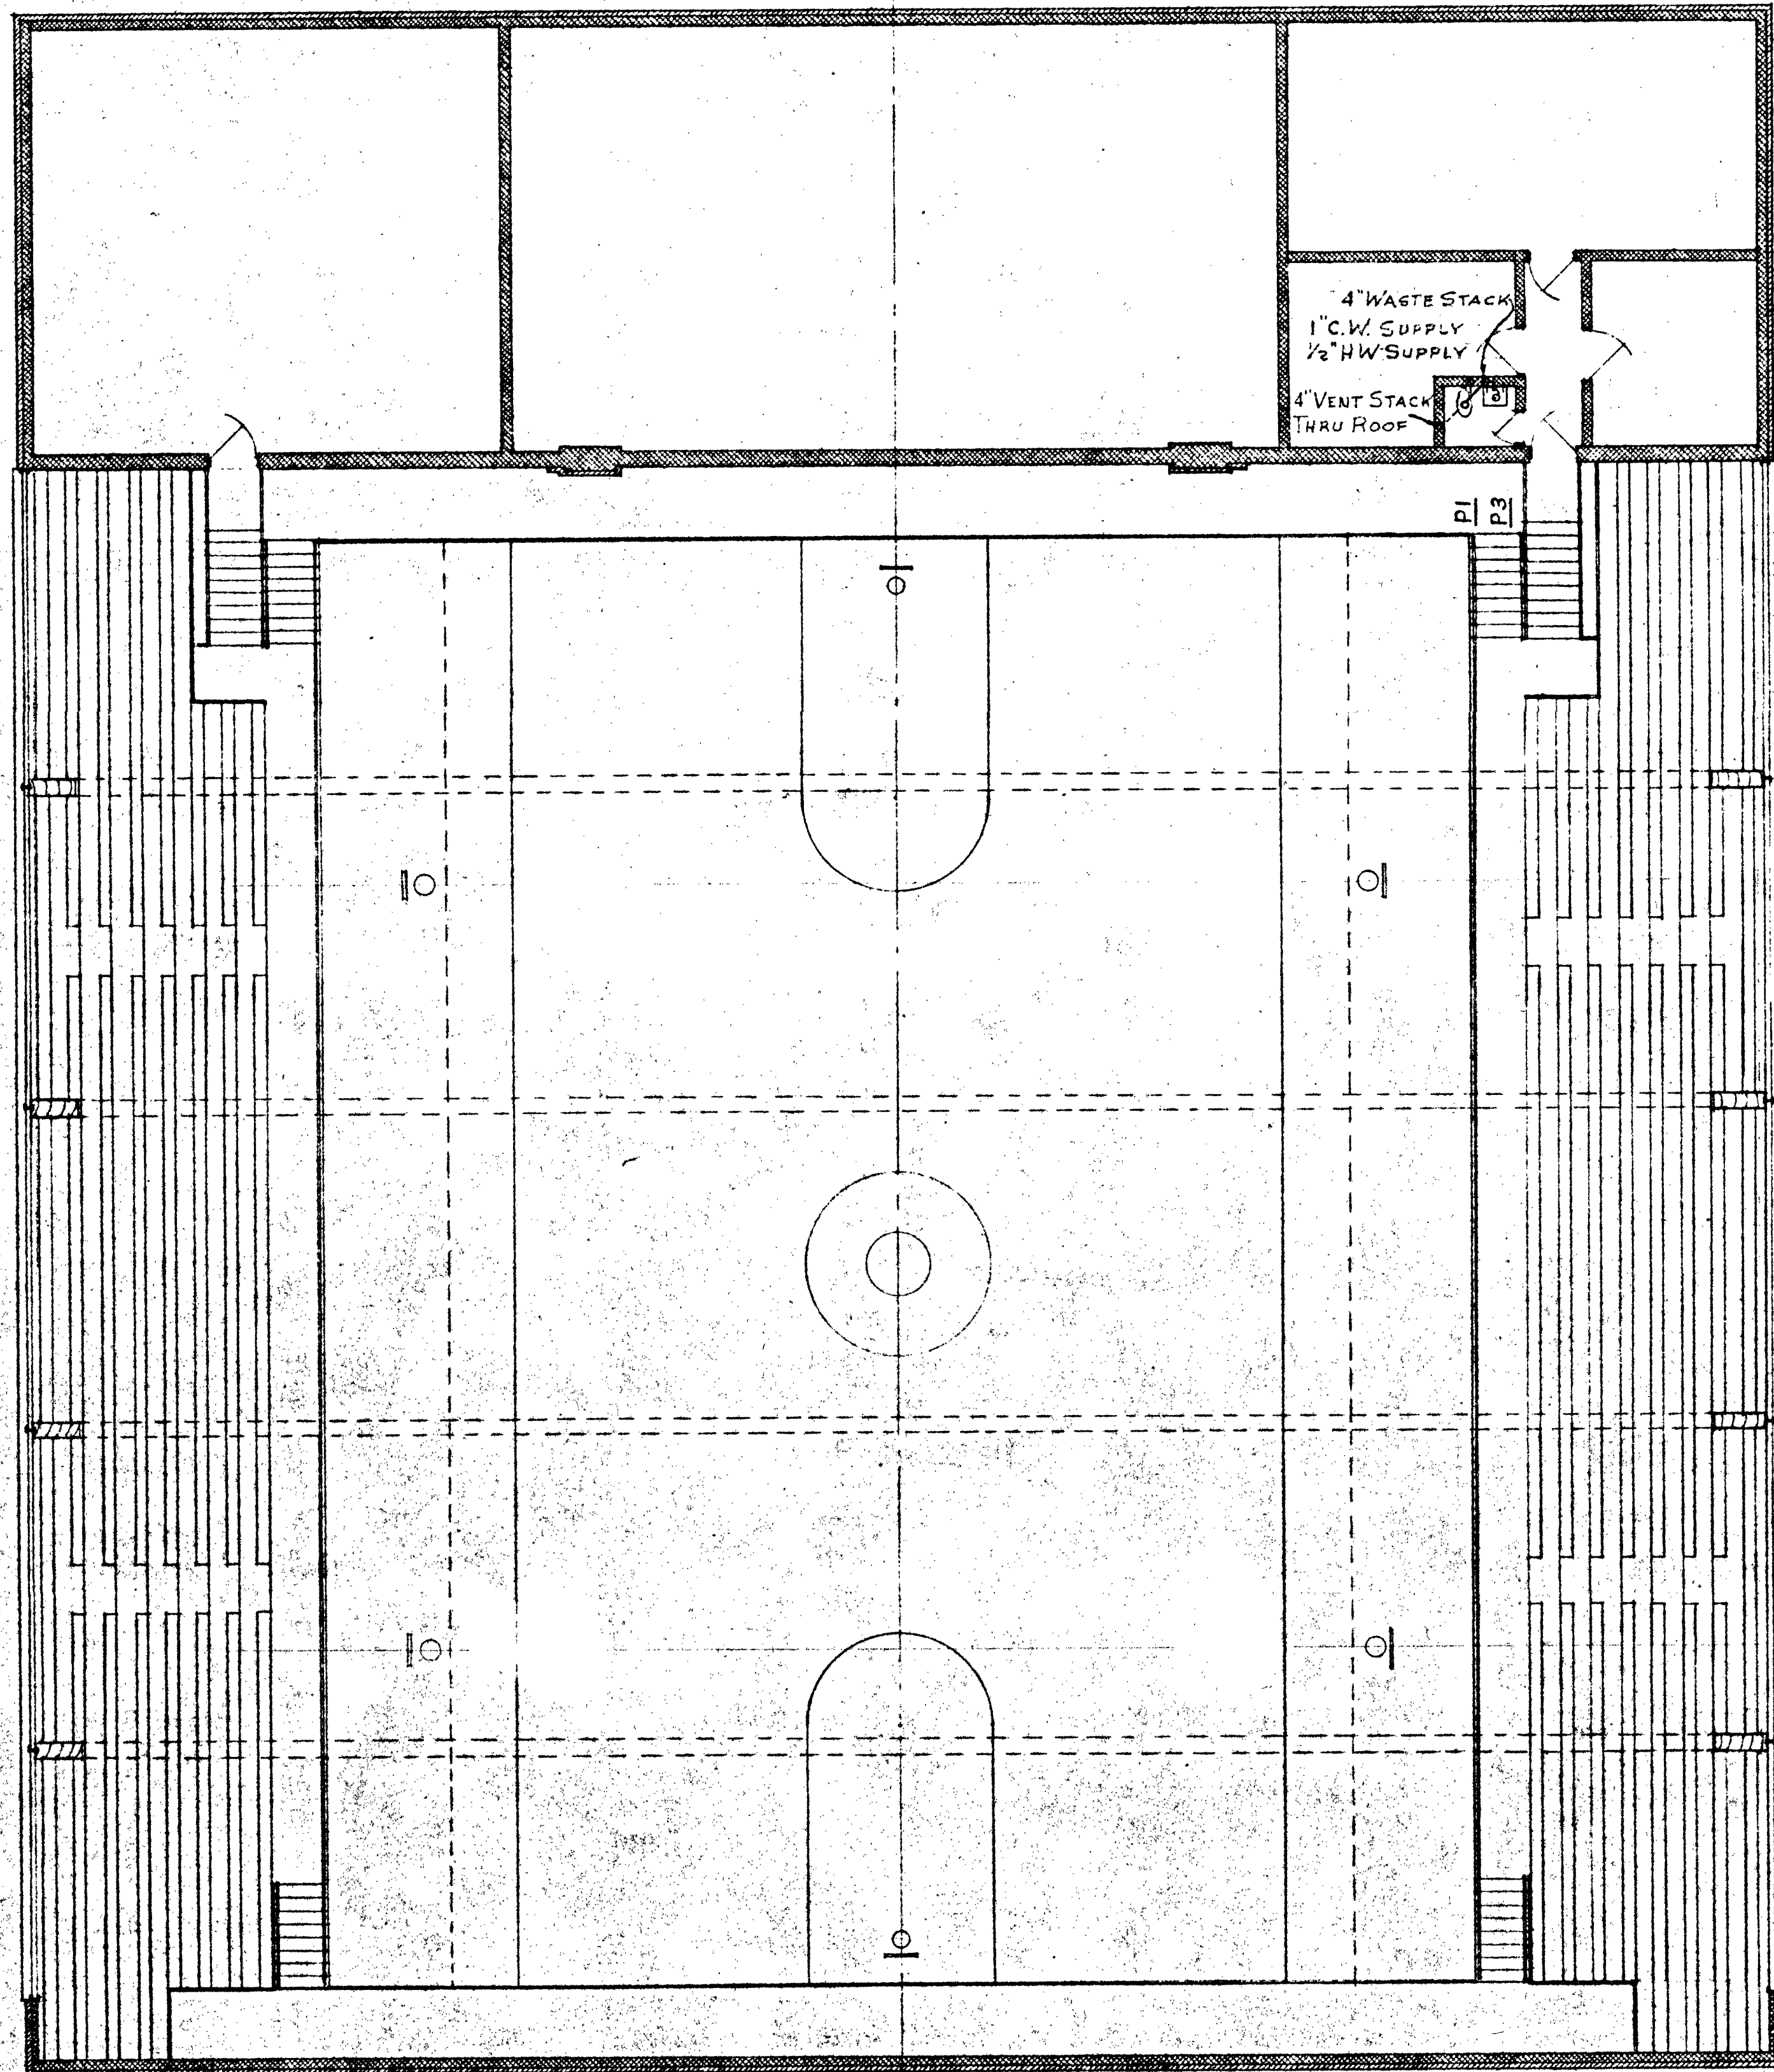 4" WASTE STACK
1" C.W. SUPPLY
1/2" HW SUPPLY
4" VENT STACK
THRU ROOF
P1
P3